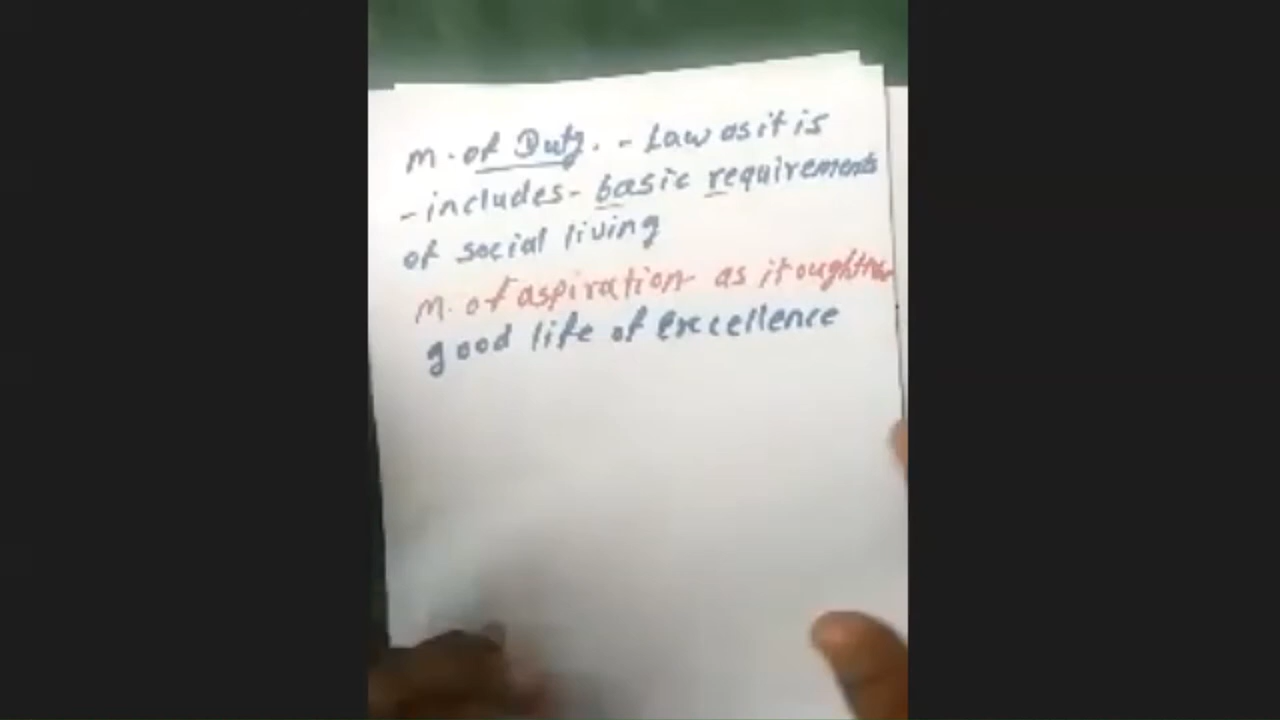 M. of Duty. - Law as it is
- includes - basic requirements
of social living
M. of aspiration as it ought
good life of excellence